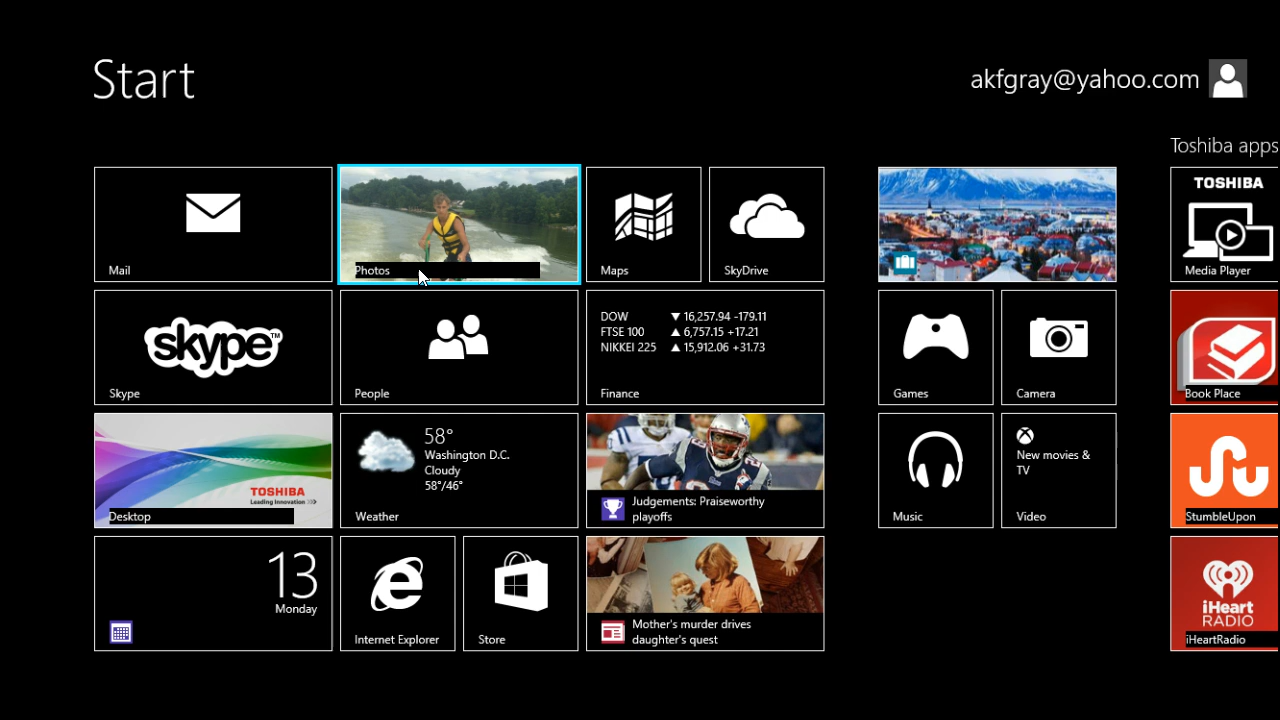 Start
akfgray@yahoo.com
Toshiba apps
Mail
Photos
Maps
SkyDrive
TOSHIBA
Media Player
skype™
Skype
People
DOW ▼ 16,257.94 -179.11
FTSE 100 ▲ 6,757.15 +17.21
NIKKEI 225 ▲ 15,912.06 +31.73
Finance
Games
Camera
Book Place
TOSHIBA
Leading Innovation >>>
Desktop
58°
Washington D.C.
Cloudy
58°/46°
Weather
Judgements: Praiseworthy
playoffs
Music
New movies &
TV
Video
StumbleUpon
13
Monday
Internet Explorer
Store
Mother's murder drives
daughter's quest
iHeart
RADIO
iHeartRadio